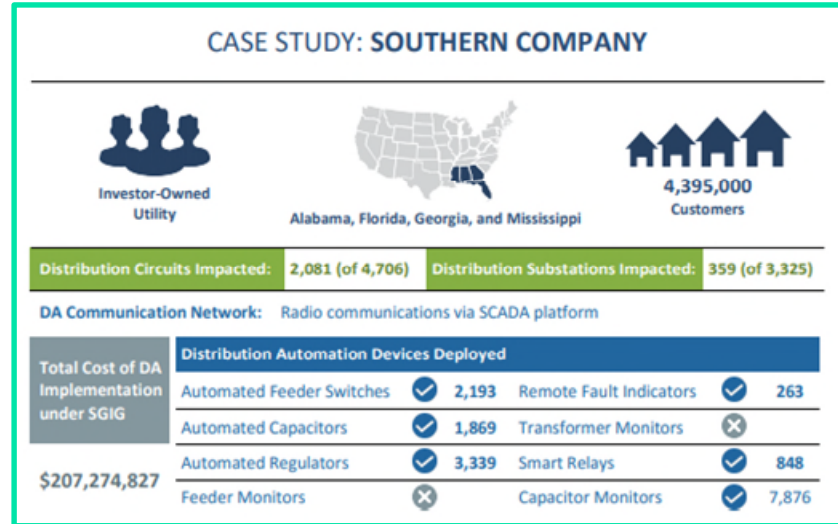 CASE STUDY: SOUTHERN COMPANY
Investor-Owned
Utility
Alabama, Florida, Georgia, and Mississippi
4,395,000
Customers
Distribution Circuits Impacted: 2,081 (of 4,706) Distribution Substations Impacted: 359 (of 3,325)
DA Communication Network: Radio communications via SCADA platform
Total Cost of DA
Implementation
under SGIG
$207,274,827
Distribution Automation Devices Deployed
Automated Feeder Switches 2,193 Remote Fault Indicators 263
Automated Capacitors 1,869 Transformer Monitors
Automated Regulators 3,339 Smart Relays 848
Feeder Monitors Capacitor Monitors 7,876